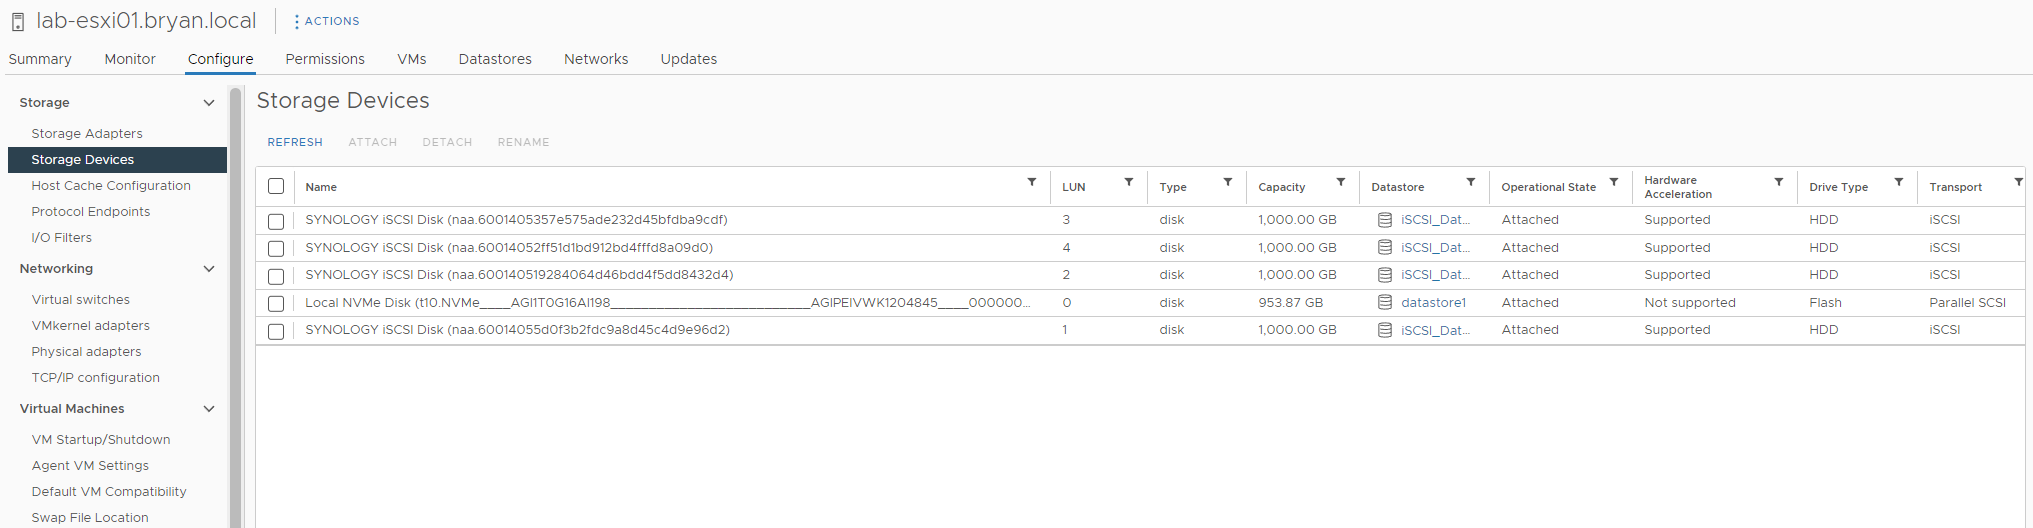 lab-esxi01.bryan.local ACTIONS
Summary Monitor Configure Permissions VMs Datastores Networks Updates
Storage
Storage Adapters
Storage Devices
Host Cache Configuration
Protocol Endpoints
I/O Filters
Networking
Virtual switches
VMkernel adapters
Physical adapters
TCP/IP configuration
Virtual Machines
VM Startup/Shutdown
Agent VM Settings
Default VM Compatibility
Swap File Location
Storage Devices
REFRESH ATTACH DETACH RENAME
Name LUN Type Capacity Datastore Operational State Hardware Acceleration Drive Type Transport
SYNOLOGY iSCSI Disk (naa.6001405357e575ade232d45bfdba9cdf) 3 disk 1,000.00 GB iSCSI_Dat... Attached Supported HDD iSCSI
SYNOLOGY iSCSI Disk (naa.60014052ff51d1bd912bd4fffd8a09d0) 4 disk 1,000.00 GB iSCSI_Dat... Attached Supported HDD iSCSI
SYNOLOGY iSCSI Disk (naa.600140519284064d46bdd4f5dd8432d4) 2 disk 1,000.00 GB iSCSI_Dat... Attached Supported HDD iSCSI
Local NVMe Disk (t10.NVMe____AGI1T0G16AI198_________________________AGIPEIVWK1204845____000000... 0 disk 953.87 GB datastore1 Attached Not supported Flash Parallel SCSI
SYNOLOGY iSCSI Disk (naa.60014055d0f3b2fdc9a8d45c4d9e96d2) 1 disk 1,000.00 GB iSCSI_Dat... Attached Supported HDD iSCSI